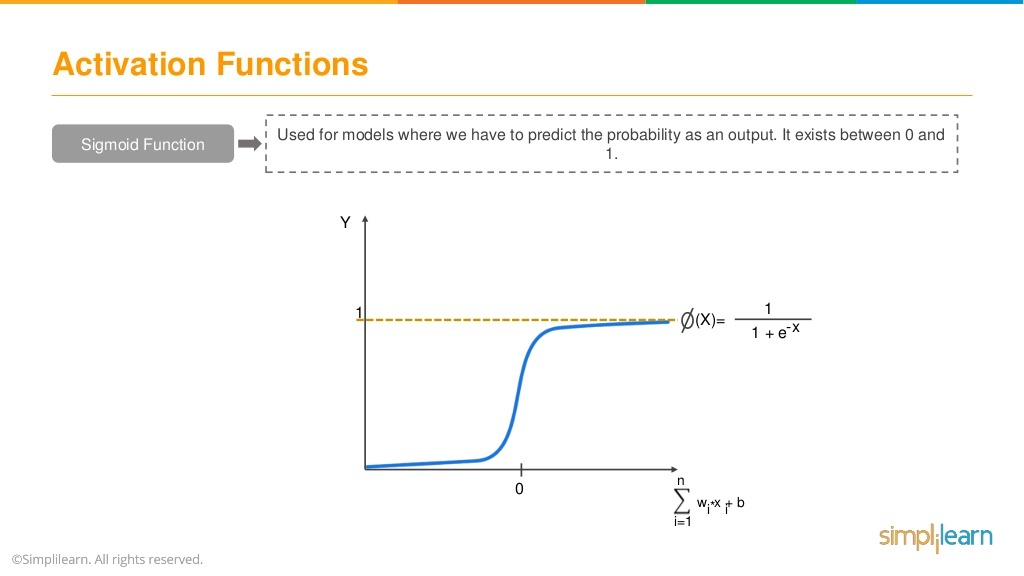 Activation Functions
Sigmoid Function
Used for models where we have to predict the probability as an output. It exists between 0 and
1.
Y
1
∅(X)=
1
1 + e-x
0
n
∑ wi*xi + b
i=1
simplilearn
©Simplilearn. All rights reserved.